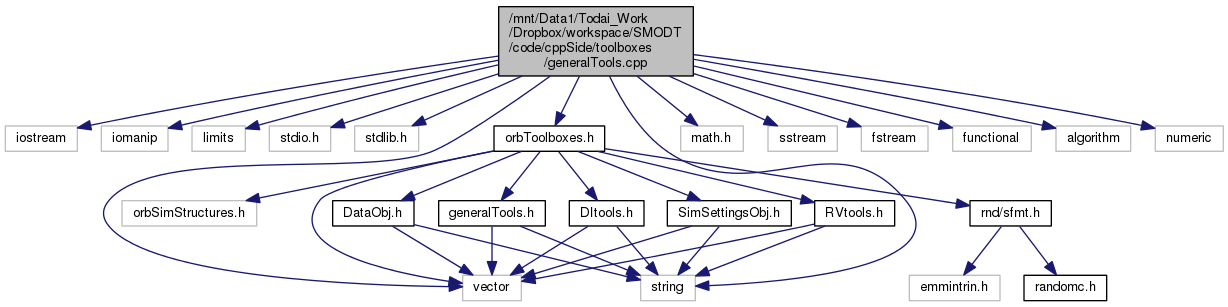 /mnt/Data1/Todai_Work
/Dropbox/workspace/SMODT
/code/cppSide/toolboxes
/generalTools.cpp
iostream
iomanip
limits
stdio.h
stdlib.h
orbToolboxes.h
math.h
sstream
fstream
functional
algorithm
numeric
orbSimStructures.h
DataObj.h
generalTools.h
DItools.h
SimSettingsObj.h
RVtools.h
rnd/sfmt.h
vector
string
emmintrin.h
randomc.h